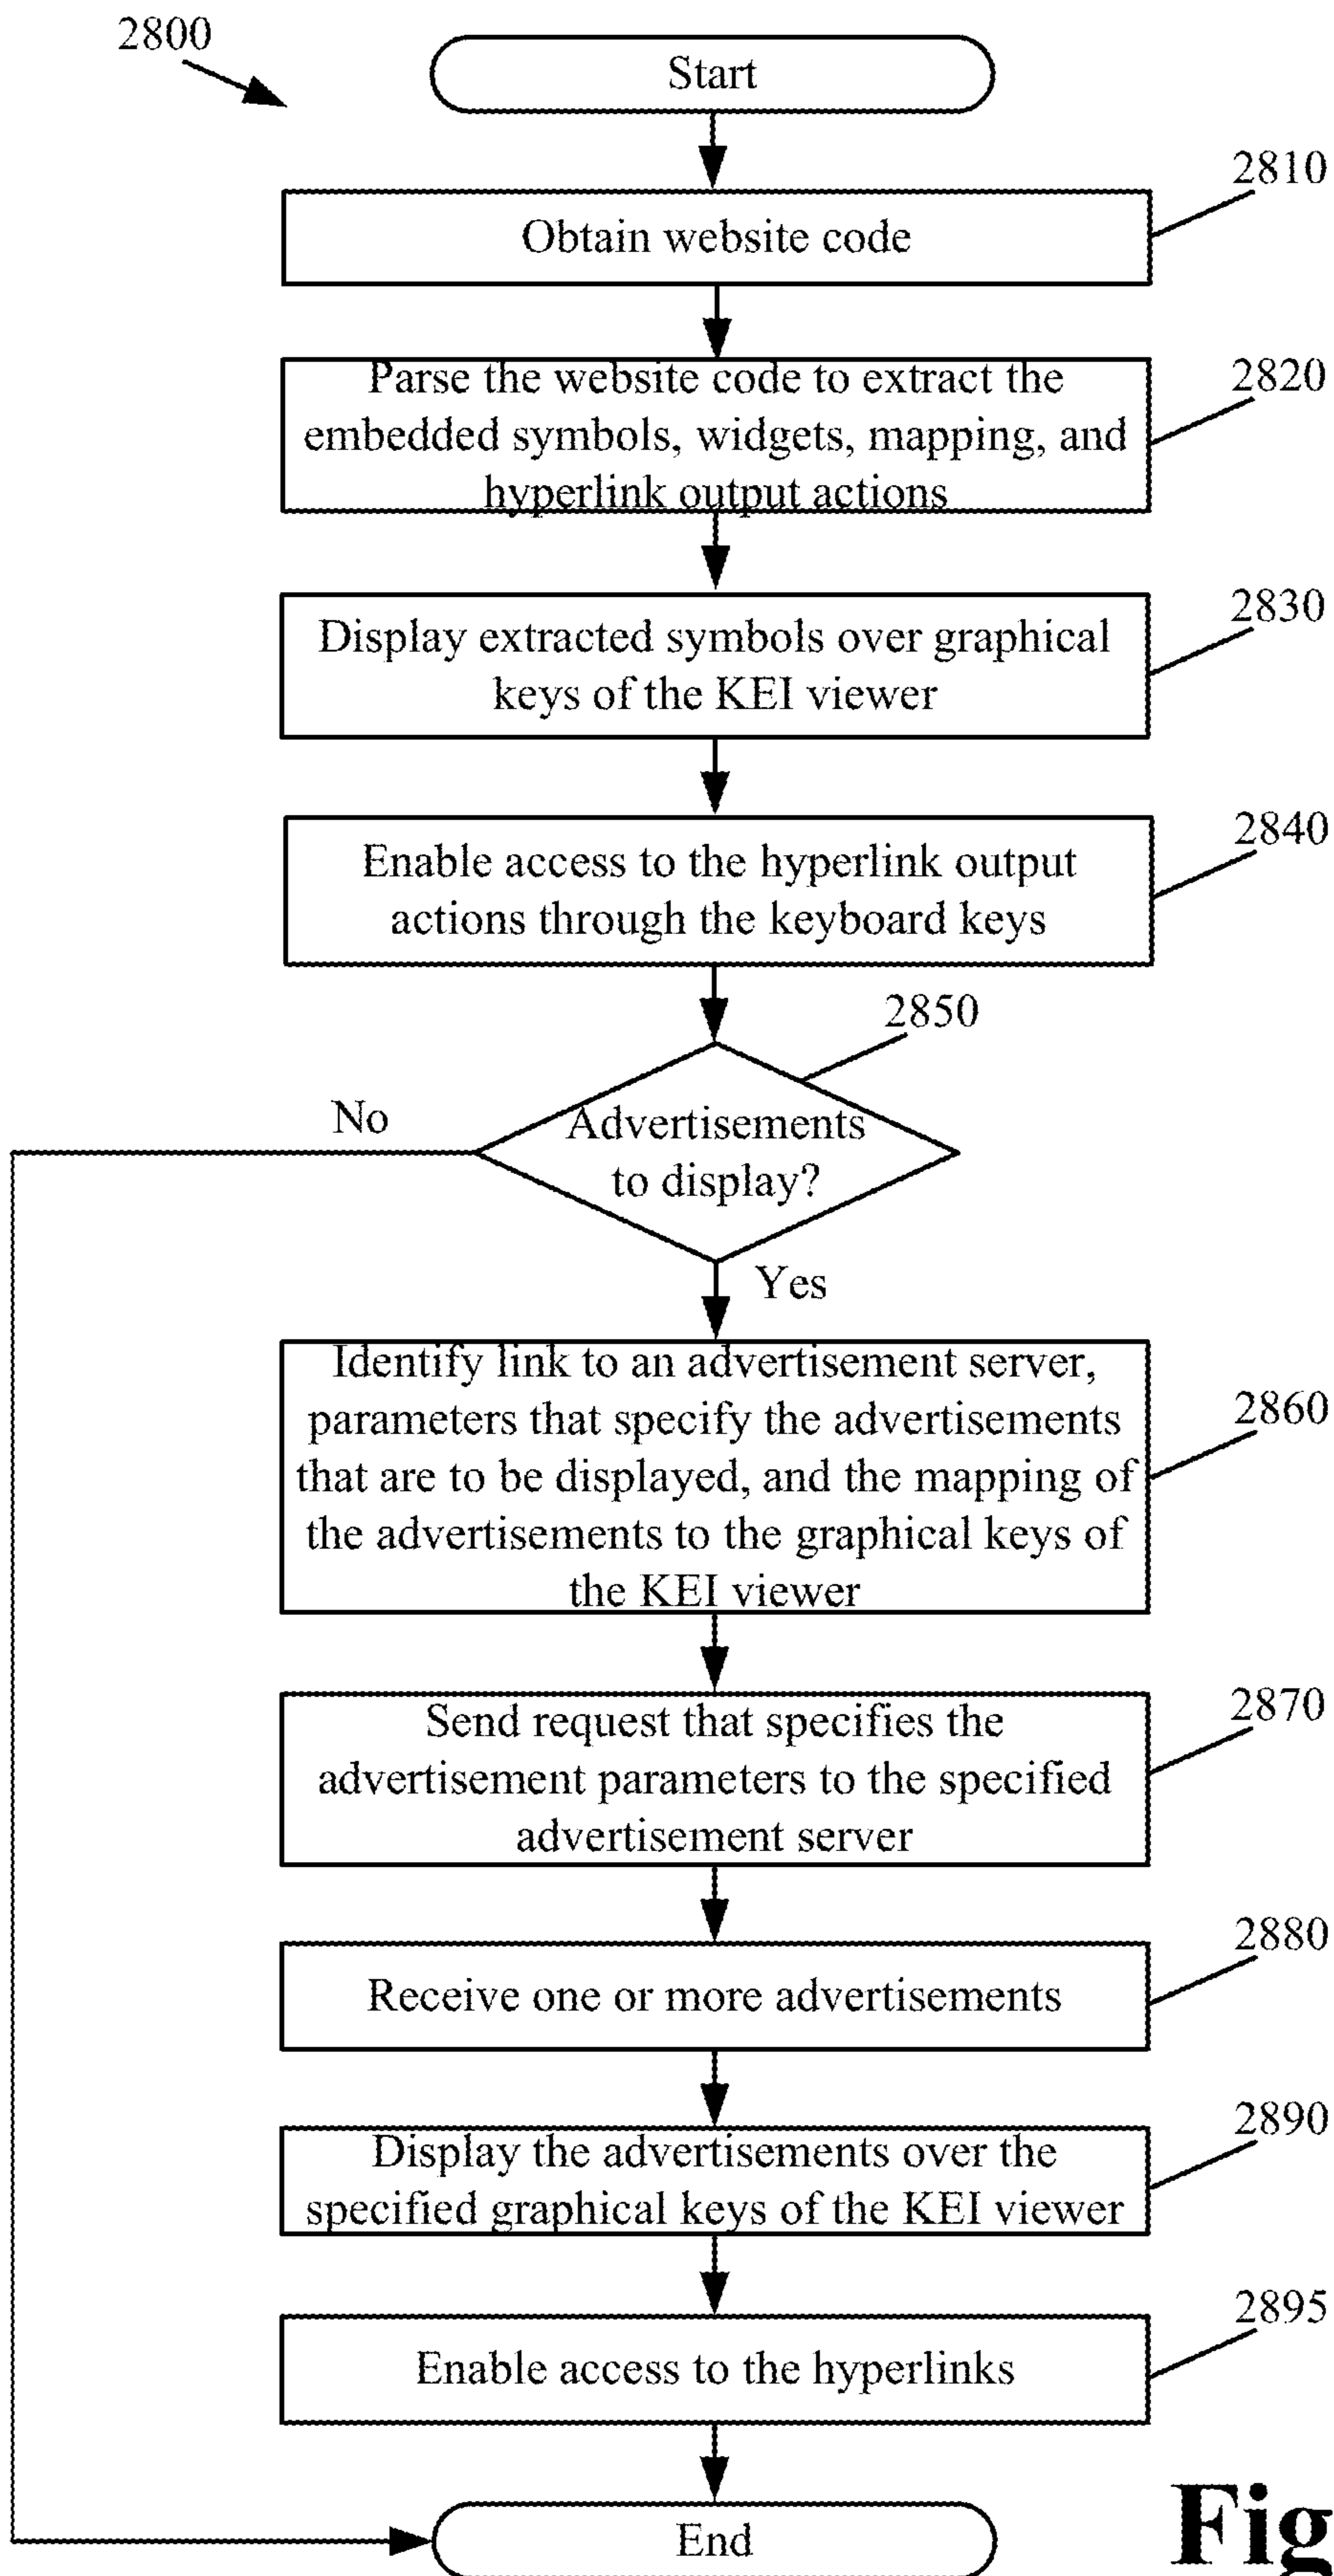 2800
Start
2810
Obtain website code
2820
Parse the website code to extract the
embedded symbols, widgets, mapping, and
hyperlink output actions
2830
Display extracted symbols over graphical
keys of the KEI viewer
2840
Enable access to the hyperlink output
actions through the keyboard keys
2850
No
Advertisements
to display?
Yes
2860
Identify link to an advertisement server,
parameters that specify the advertisements
that are to be displayed, and the mapping of
the advertisements to the graphical keys of
the KEI viewer
2870
Send request that specifies the
advertisement parameters to the specified
advertisement server
2880
Receive one or more advertisements
2890
Display the advertisements over the
specified graphical keys of the KEI viewer
2895
Enable access to the hyperlinks
End
Fig